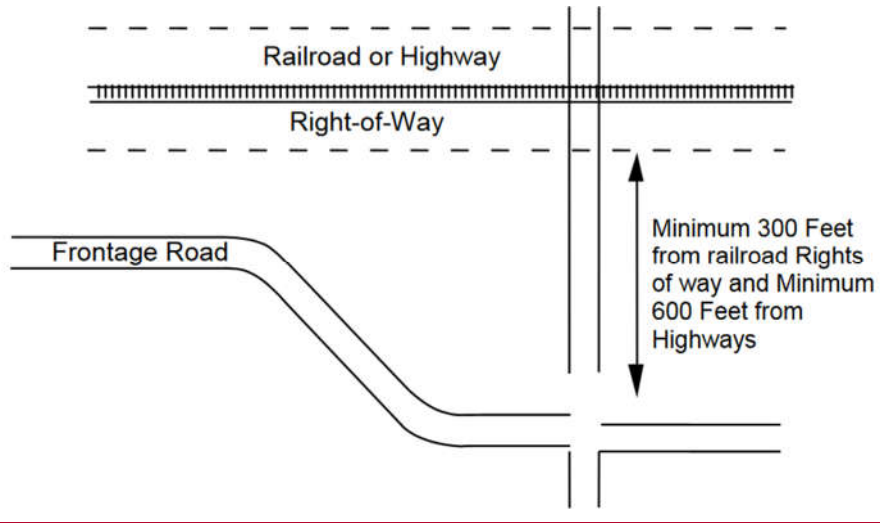 Railroad or Highway
Right-of-Way
Frontage Road
Minimum 300 Feet
from railroad Rights
of way and Minimum
600 Feet from
Highways